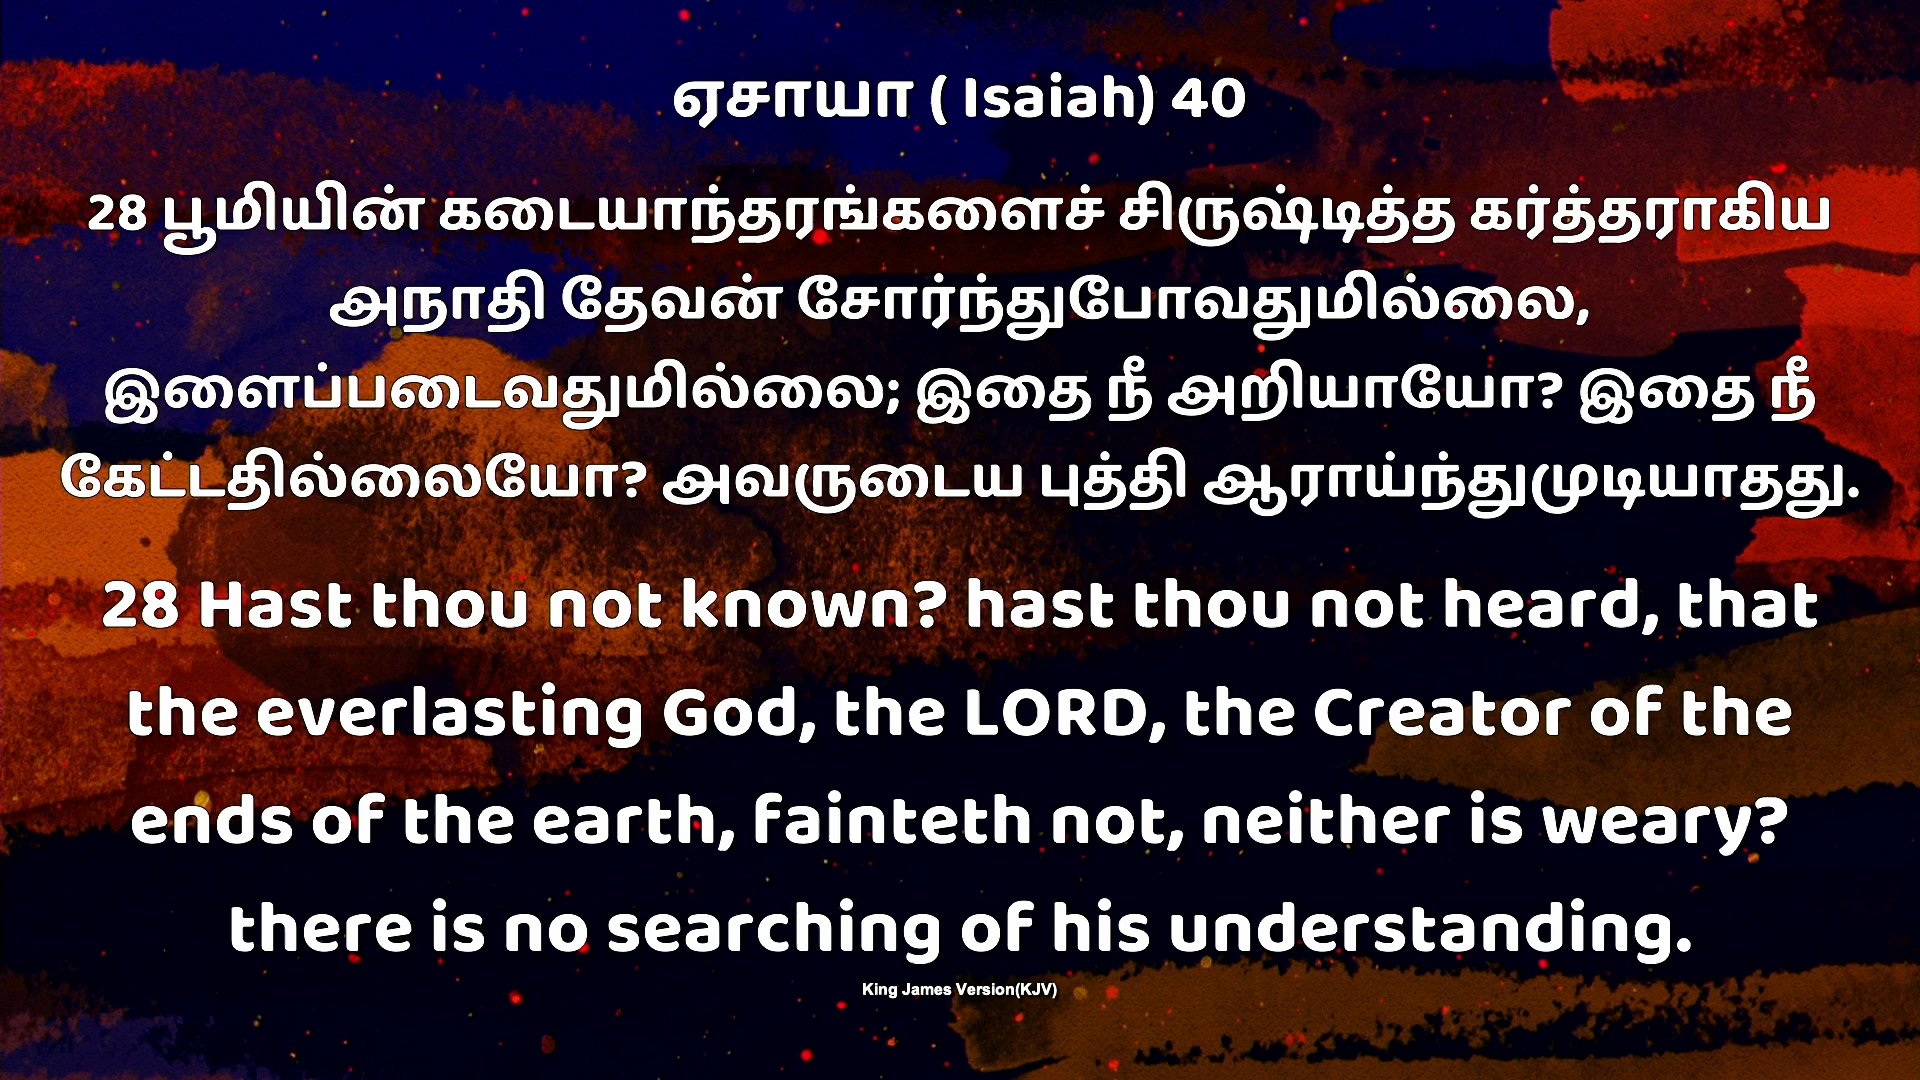 ஏசாயா ( Isaiah) 40
28 பூமியின் கடையாந்தரங்களைச் சிருஷ்டித்த கர்த்தராகிய
அநாதி தேவன் சோர்ந்துபோவதுமில்லை,
இளைப்படைவதுமில்லை; இதை நீ அறியாயோ? இதை நீ
கேட்டதில்லையோ? அவருடைய புத்தி ஆராய்ந்துமுடியாதது.
28 Hast thou not known? hast thou not heard, that
the everlasting God, the LORD, the Creator of the
ends of the earth, fainteth not, neither is weary?
there is no searching of his understanding.
King James Version(KJV)